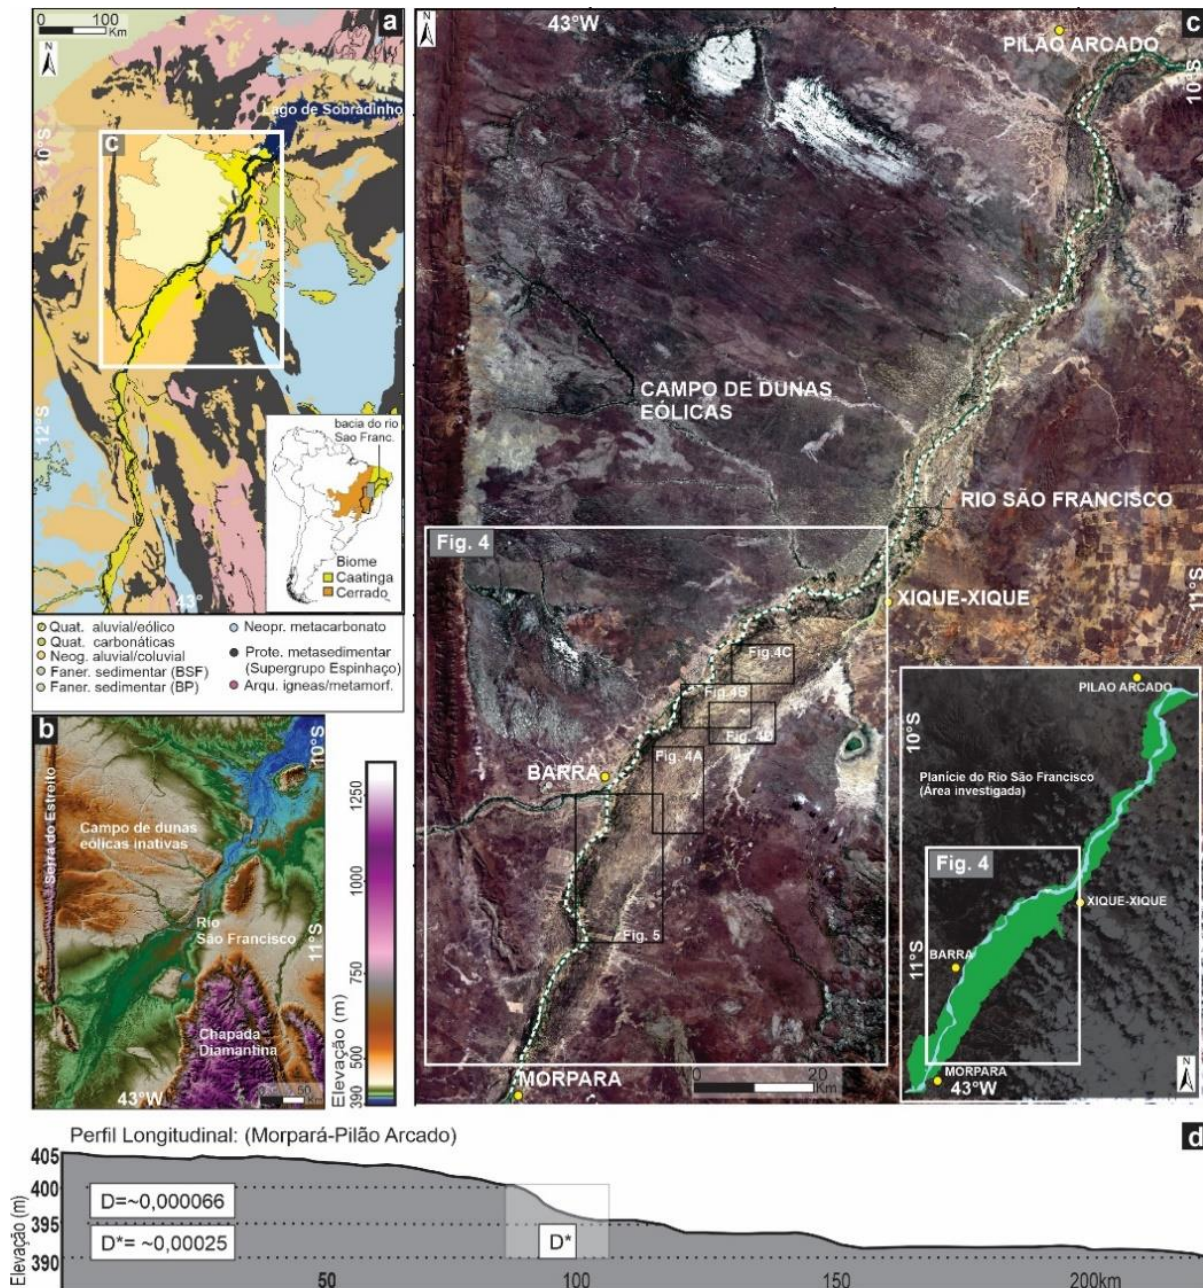 0 100
Km
N
a
Lago de Sobradinho
10°S
C
12°S
43°
bacia do rio
Sao Franc.
Biome
Caatinga
Cerrado
Quat. aluvial/eólico
Quat. carbonáticas
Neog. aluvial/coluvial
Faner. sedimentar (BSF)
Faner. sedimentar (BP)
Neopr. metacarbonato
Prote. metasedimentar
(Supergrupo Espinhaço)
Arqu. igneas/metamorf.
b
10°S
Serra do Estreito
Campo de dunas
eólicas inativas
Rio
São Francisco
11°S
Chapada
Diamantina
43°W
Km
Elevação (m)
1250
1000
750
500
390
N
43°W
c
PILÃO ARCADO
10°S
CAMPO DE DUNAS
EÓLICAS
RIO SÃO FRANCISCO
Fig. 4
11°S
XIQUE-XIQUE
Fig.4C
Fig.4B
Fig. 4D
Fig. 4A
BARRA
Fig. 5
MORPARA
0 20
Km
PILAO ARCADO
10°S
Planície do Rio São Francisco
(Área investigada)
Fig. 4
XIQUE-XIQUE
11°S
BARRA
MORPARA
43°W
N
Perfil Longitudinal: (Morpará-Pilão Arcado)
d
Elevação (m)
405
400
395
390
D=~0,000066
D*= ~0,00025
D*
50 100 150 200km